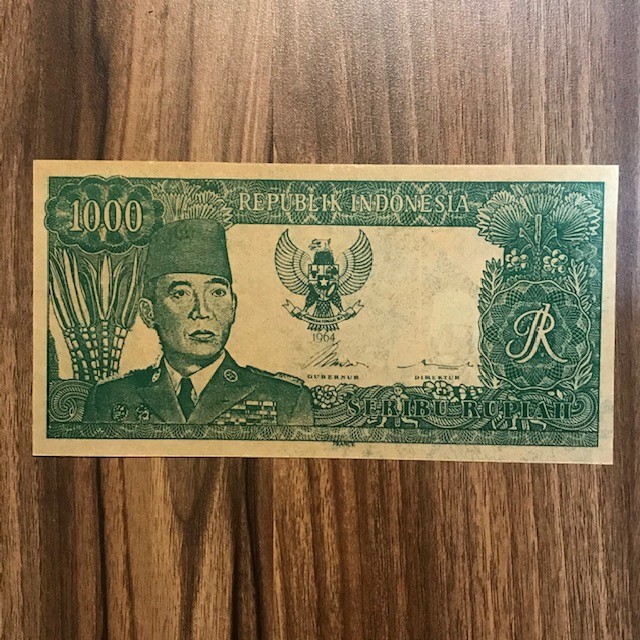 1000
REPUBLIK INDONESIA
1964
GUBERNUR
DIREKTUR
SERIBU RUPIAH